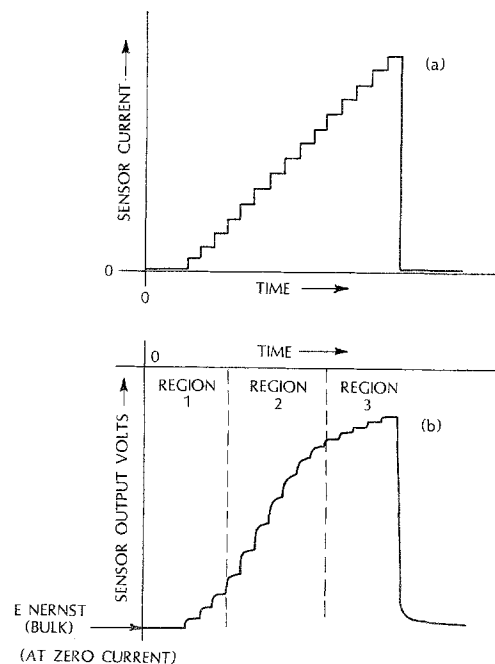 (a)
SENSOR CURRENT
0
0
TIME
0
TIME
REGION
1
REGION
2
REGION
3
(b)
SENSOR OUTPUT VOLTS
E NERNST
(BULK)
(AT ZERO CURRENT)